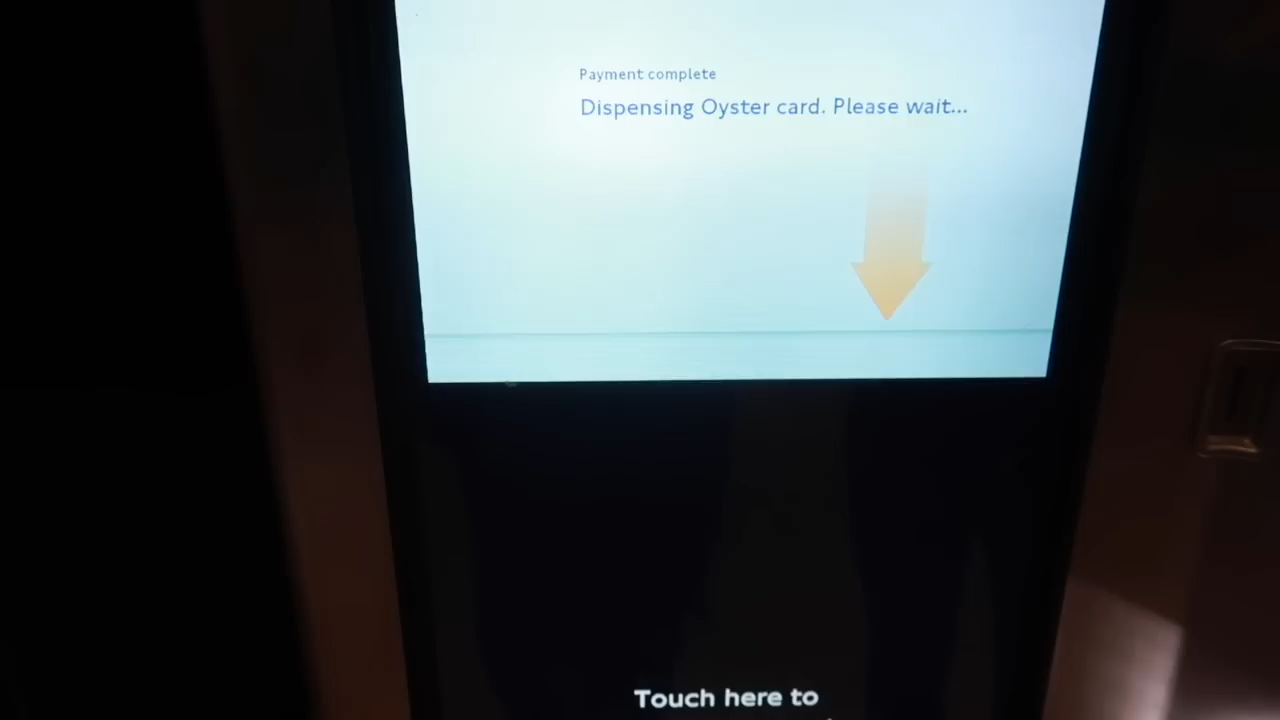 Payment complete
Dispensing Oyster card. Please wait...
Touch here to